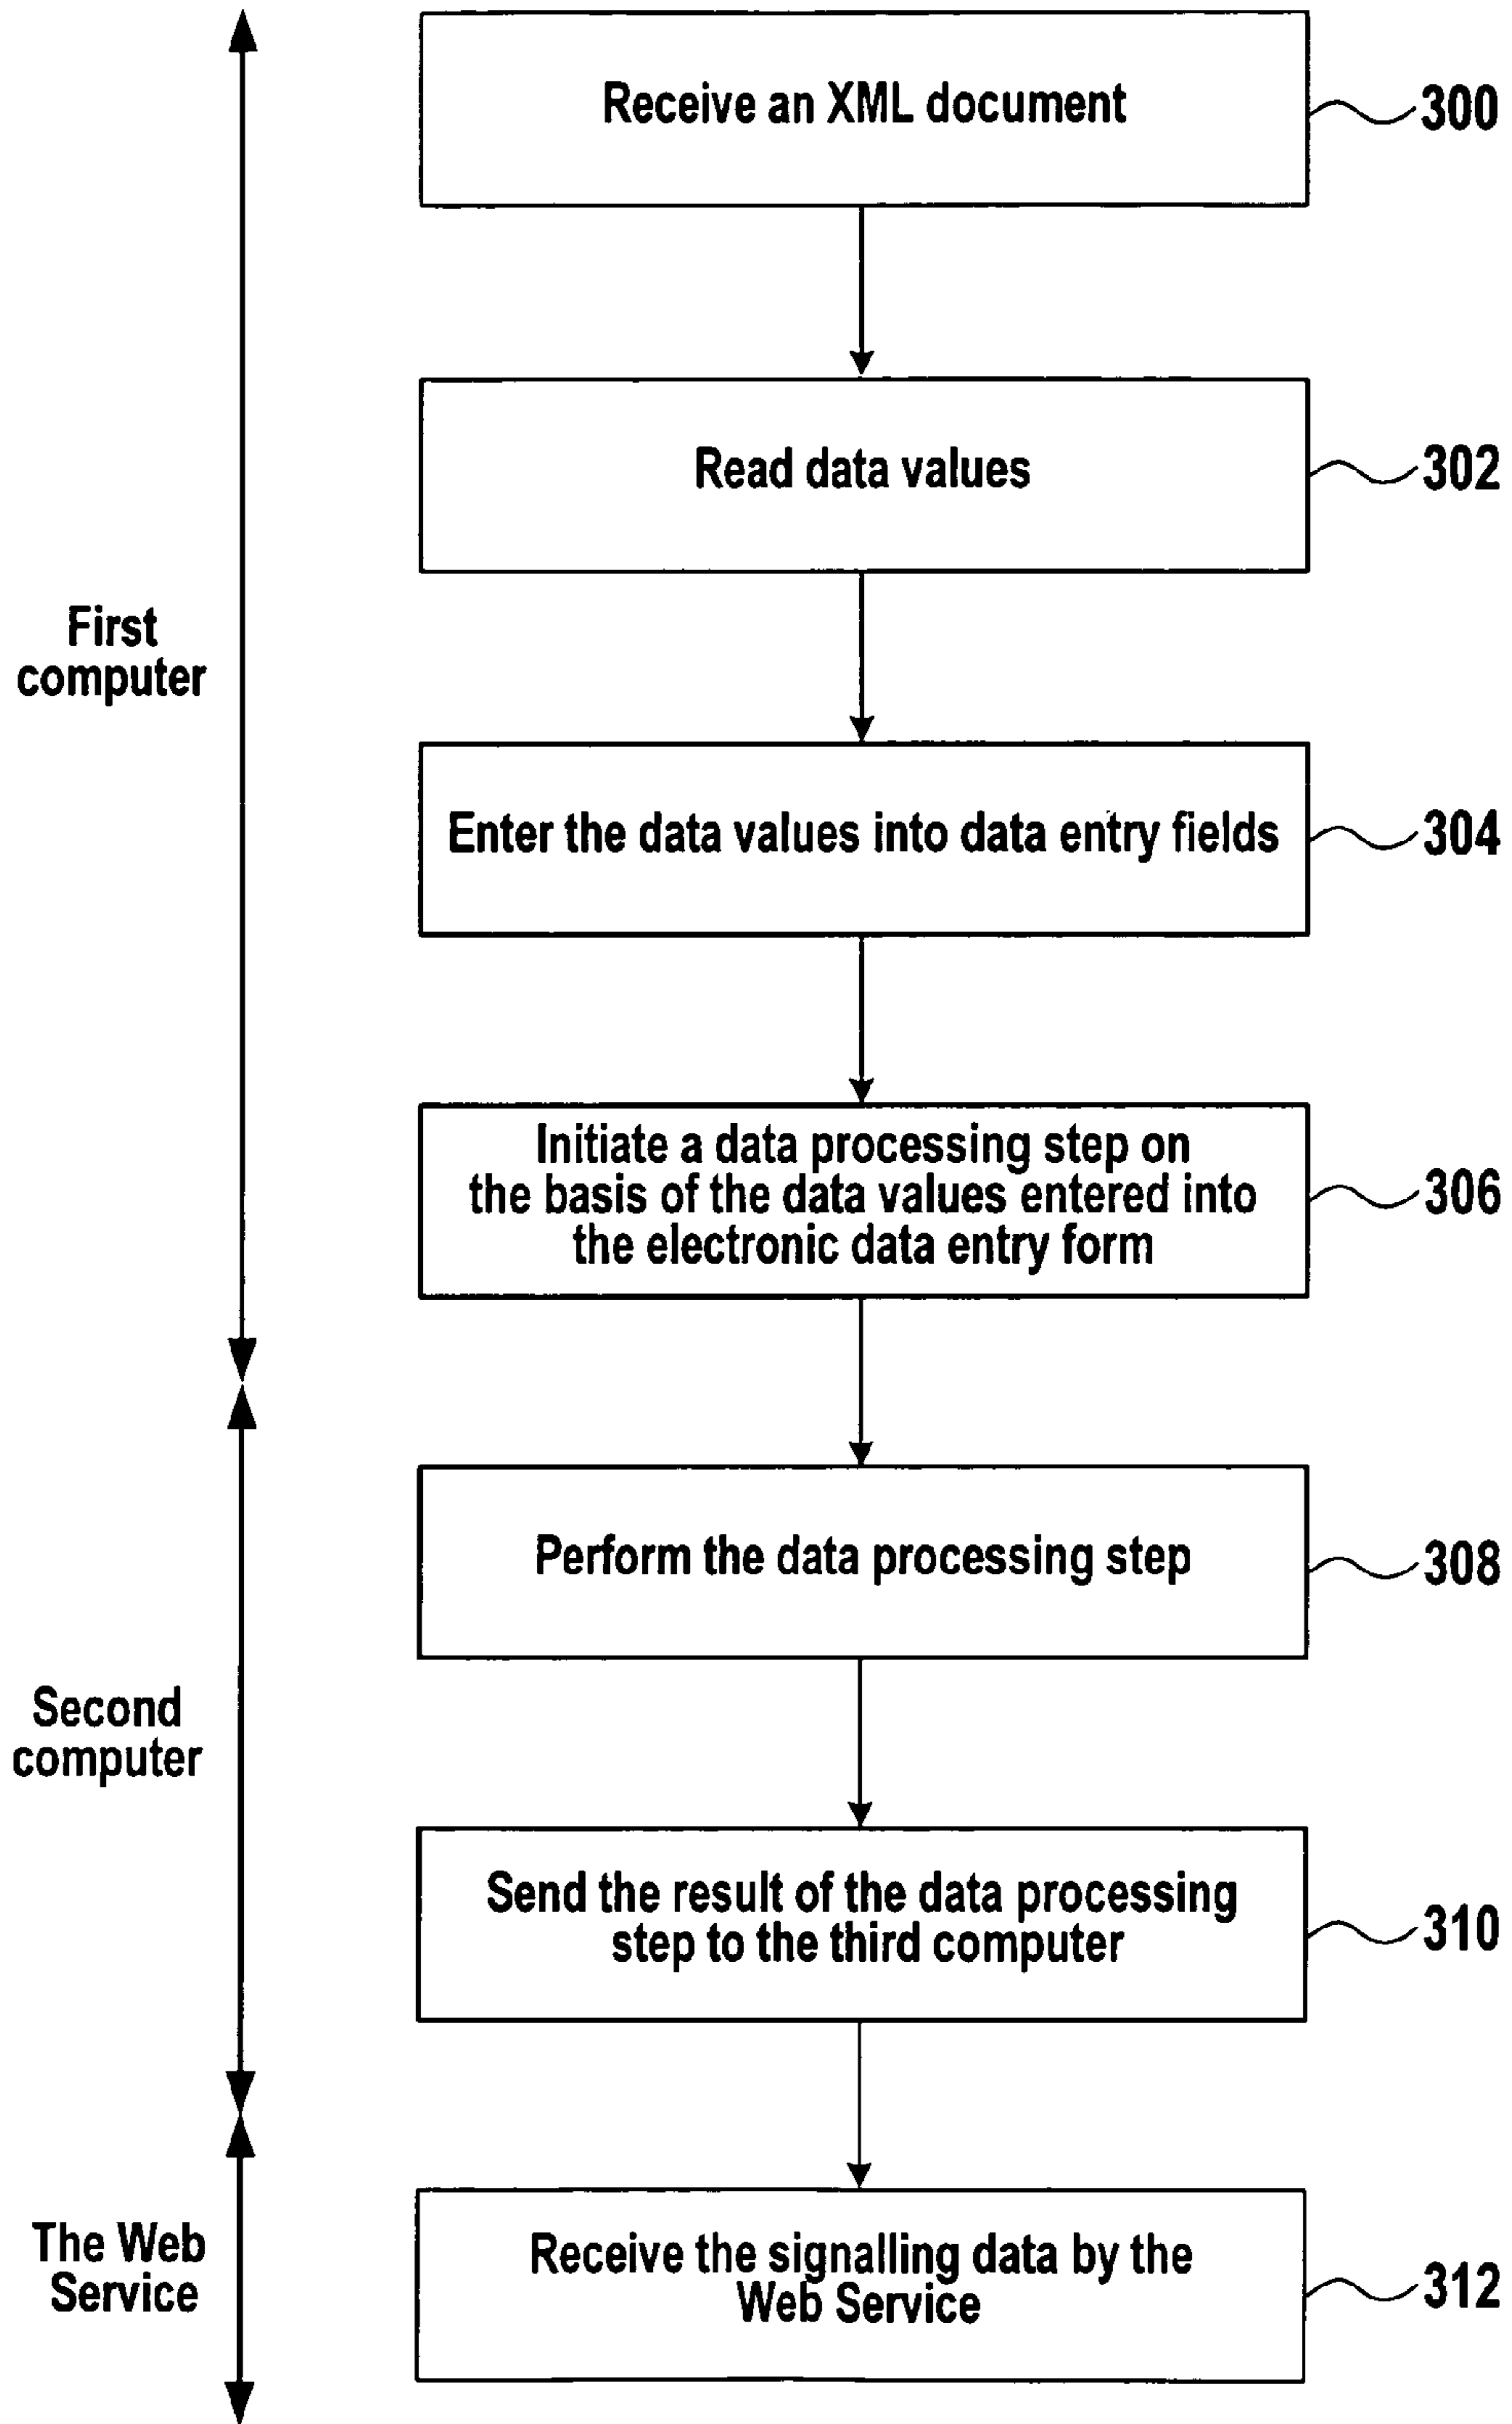 Receive an XML document
300
Read data values
302
First
computer
Enter the data values into data entry fields
304
Initiate a data processing step on
the basis of the data values entered into
the electronic data entry form
306
Perform the data processing step
308
Second
computer
Send the result of the data processing
step to the third computer
310
The Web
Service
Receive the signalling data by the
Web Service
312